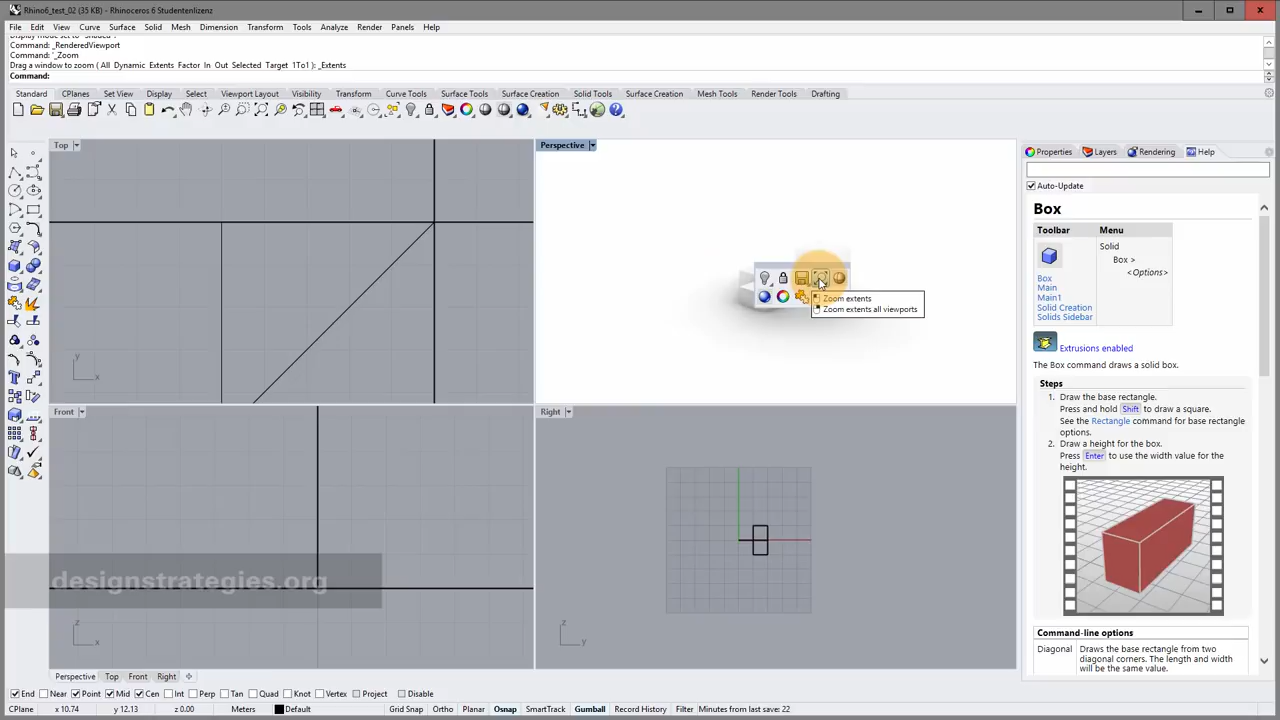 Rhino6_test_02 (35 KB) - Rhinoceros 6 Studentenlizenz
File Edit View Curve Surface Solid Mesh Dimension Transform Tools Analyze Render Panels Help
Command: _RenderedViewport
Command: '_Zoom
Drag a window to zoom ( All Dynamic Extents Factor In Out Selected Target 1To1 ): _Extents
Command:
Standard CPlanes Set View Display Select Viewport Layout Visibility Transform Curve Tools Surface Tools Surface Creation Solid Tools Surface Creation Mesh Tools Render Tools Drafting
Top
Perspective
Properties Layers Rendering Help
Auto-Update
Box
Toolbar Menu
Solid
Box >
<Options>
Box
Main
Main1
Solid Creation
Solids Sidebar
Zoom extents
Zoom extents all viewports
Extrusions enabled
The Box command draws a solid box.
Steps
1. Draw the base rectangle.
Press and hold Shift to draw a square.
See the Rectangle command for base rectangle
options.
2. Draw a height for the box.
Press Enter to use the width value for the
height.
y
x
Front
Right
designstrategies.org
z
x
z
y
Command-line options
Diagonal Draws the base rectangle from two
diagonal corners. The length and width
will be the same value.
Perspective Top Front Right
End Near Point Mid Cen Int Perp Tan Quad Knot Vertex Project Disable
CPlane x 10.74 y 12.13 z 0.00 Meters Default Grid Snap Ortho Planar Osnap SmartTrack Gumball Record History Filter Minutes from last save: 22